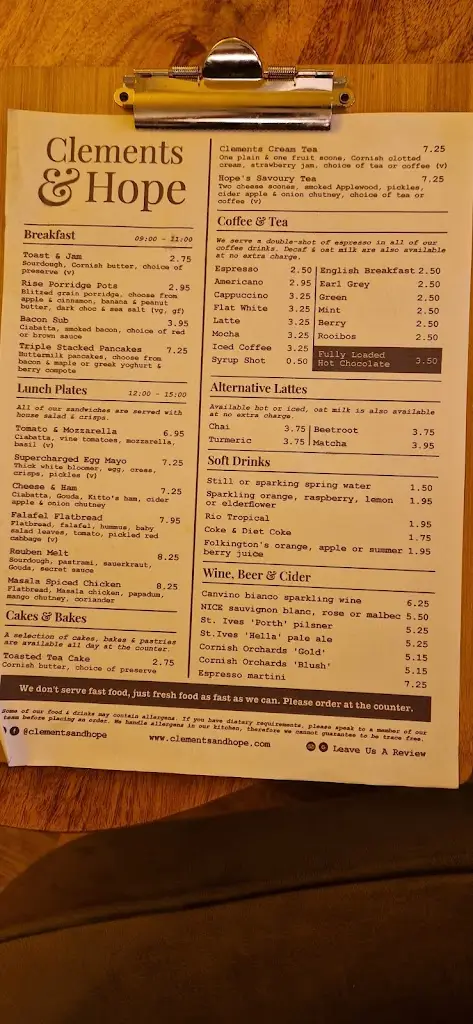 Clements
& Hope
Breakfast 09:00 - 11:00
Toast & Jam 2.75
Sourdough, Cornish butter, choice of
preserve (v)
Rise Porridge Pots 2.95
Blitzed grain porridge, choose from
apple & cinnamon, banana & peanut
butter, dark choc & sea salt (vg, gf)
Bacon Sub 3.95
Ciabatta, smoked bacon, choice of red
or brown sauce
Triple Stacked Pancakes 7.25
Buttermilk pancakes, choose from
bacon & maple or greek yoghurt &
berry compote
Lunch Plates 12:00 - 15:00
All of our sandwiches are served with
house salad & crisps.
Tomato & Mozzarella 6.95
Ciabatta, vine tomatoes, mozzarella,
basil (v)
Supercharged Egg Mayo 7.25
Thick white bloomer, egg, cress,
crisps, pickles (v)
Cheese & Ham 7.25
Ciabatta, Gouda, Kitto's ham, cider
apple & onion chutney
Falafel Flatbread 7.95
Flatbread, falafel, hummus, baby
salad leaves, tomato, pickled red
cabbage (v)
Reuben Melt 8.25
Sourdough, pastrami, sauerkraut,
Gouda, secret sauce
Masala Spiced Chicken 8.25
Flatbread, Masala chicken, papadum,
mango chutney, coriander
Cakes & Bakes
A selection of cakes, bakes & pastries
are available all day at the counter.
Toasted Tea Cake 2.75
Cornish butter, choice of preserve
Clements Cream Tea 7.25
One plain & one fruit scone, Cornish clotted
cream, strawberry jam, choice of tea or coffee (v)
Hope's Savoury Tea 7.25
Two cheese scones, smoked Applewood, pickles,
cider apple & onion chutney, choice of tea or
coffee (v)
Coffee & Tea
We serve a double-shot of espresso in all of our
coffee drinks. Decaf & oat milk are also available
at no extra charge.
Espresso 2.50
Americano 2.95
Cappuccino 3.25
Flat White 3.25
Latte 3.25
Mocha 3.25
Iced Coffee 3.25
Syrup Shot 0.50
English Breakfast 2.50
Earl Grey 2.50
Green 2.50
Mint 2.50
Berry 2.50
Rooibos 2.50
Fully Loaded
Hot Chocolate 3.50
Alternative Lattes
Available hot or iced, oat milk is also available
at no extra charge.
Chai 3.75
Turmeric 3.75
Beetroot 3.75
Matcha 3.95
Soft Drinks
Still or sparking spring water 1.50
Sparkling orange, raspberry, lemon 1.95
or elderflower
Rio Tropical 1.95
Coke & Diet Coke 1.75
Folkington's orange, apple or summer 1.95
berry juice
Wine, Beer & Cider
Canvino bianco sparkling wine 6.25
NICE sauvignon blanc, rose or malbec 5.50
St. Ives 'Porth' pilsner 5.25
St.Ives 'Hella' pale ale 5.25
Cornish Orchards 'Gold' 5.15
Cornish Orchards 'Blush' 5.15
Espresso martini 7.25
We don't serve fast food, just fresh food as fast as we can. Please order at the counter.
Some of our food & drinks may contain allergens. If you have dietary requirements, please speak to a member of our
team before placing an order. We handle allergens in our kitchen, therefore we cannot guarantee to be trace free.
@clementsandhope www.clementsandhope.com Leave Us A Review